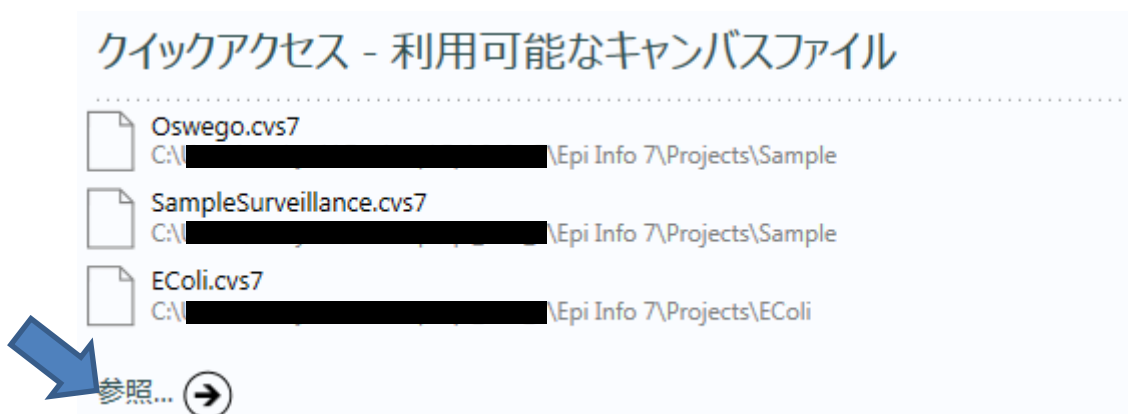 クイックアクセス - 利用可能なキャンバスファイル
Oswego.cvs7
C:\ \Epi Info 7\Projects\Sample
SampleSurveillance.cvs7
C:\ \Epi Info 7\Projects\Sample
EColi.cvs7
C:\ \Epi Info 7\Projects\EColi
参照...